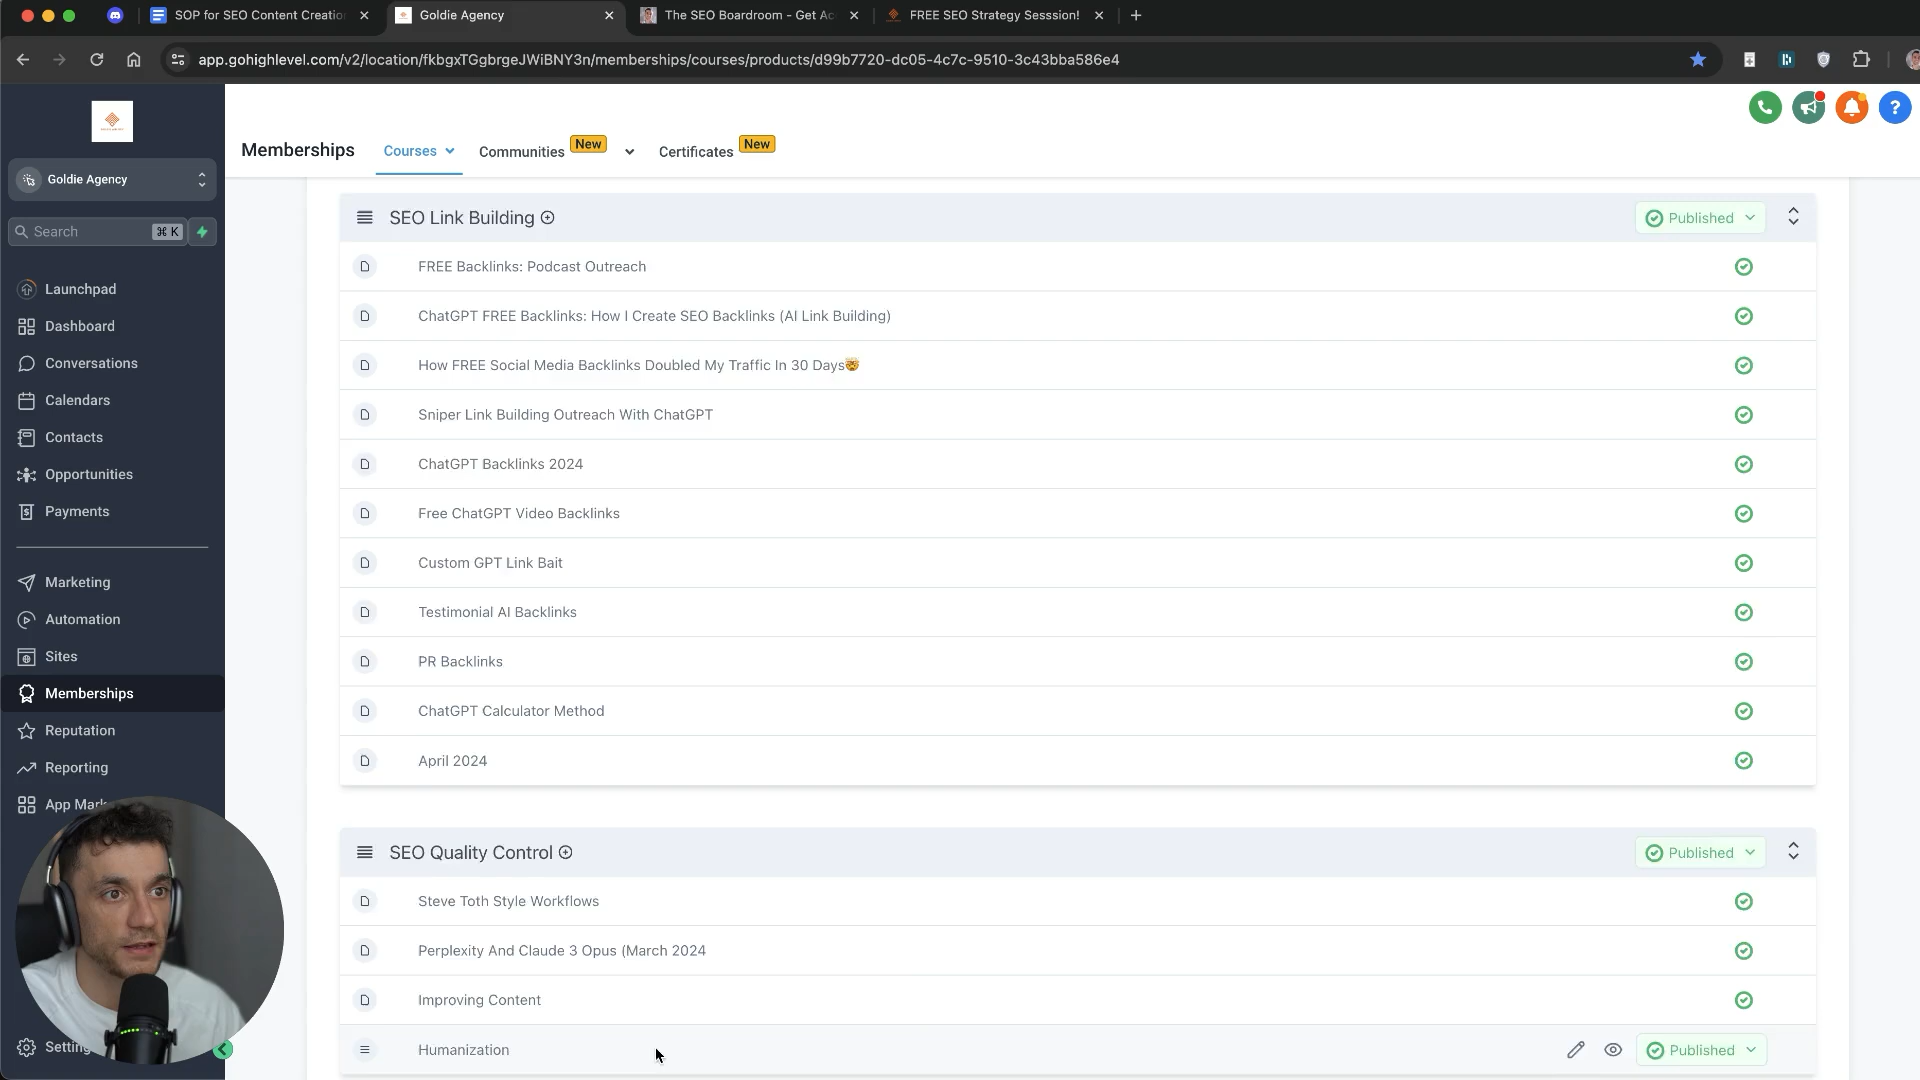 SOP for SEO Content Creation
Goldie Agency
The SEO Boardroom - Get Ac
FREE SEO Strategy Sesssion!
app.gohighlevel.com/v2/location/fkbgxTGgbrgeJWiBNY3n/memberships/courses/products/d99b7720-dc05-4c7c-9510-3c43bba586e4
Memberships
Courses
Communities
New
Certificates
New
Goldie Agency
Search
⌘ K
Launchpad
Dashboard
Conversations
Calendars
Contacts
Opportunities
Payments
Marketing
Automation
Sites
Memberships
Reputation
Reporting
App Mark
Setting
SEO Link Building
Published
FREE Backlinks: Podcast Outreach
ChatGPT FREE Backlinks: How I Create SEO Backlinks (AI Link Building)
How FREE Social Media Backlinks Doubled My Traffic In 30 Days🤯
Sniper Link Building Outreach With ChatGPT
ChatGPT Backlinks 2024
Free ChatGPT Video Backlinks
Custom GPT Link Bait
Testimonial AI Backlinks
PR Backlinks
ChatGPT Calculator Method
April 2024
SEO Quality Control
Published
Steve Toth Style Workflows
Perplexity And Claude 3 Opus (March 2024
Improving Content
Humanization
Published